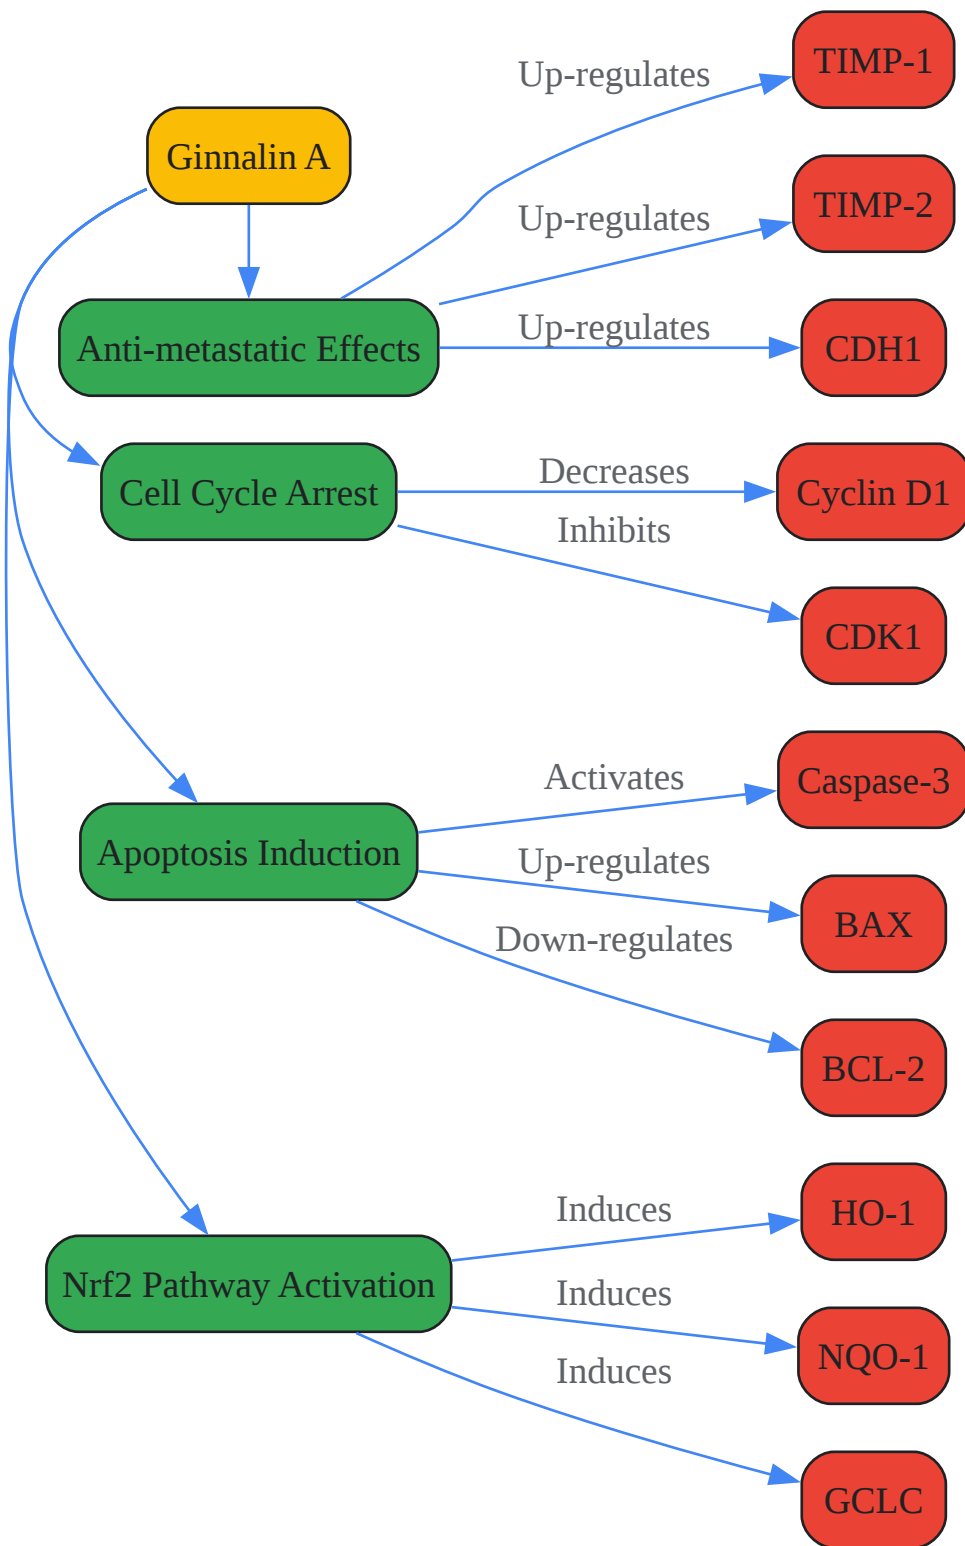 Ginnalin A
Anti-metastatic Effects
Up-regulates
TIMP-1
Up-regulates
TIMP-2
Up-regulates
CDH1
Cell Cycle Arrest
Decreases
Cyclin D1
Inhibits
CDK1
Apoptosis Induction
Activates
Caspase-3
Up-regulates
BAX
Down-regulates
BCL-2
Nrf2 Pathway Activation
Induces
HO-1
Induces
NQO-1
Induces
GCLC